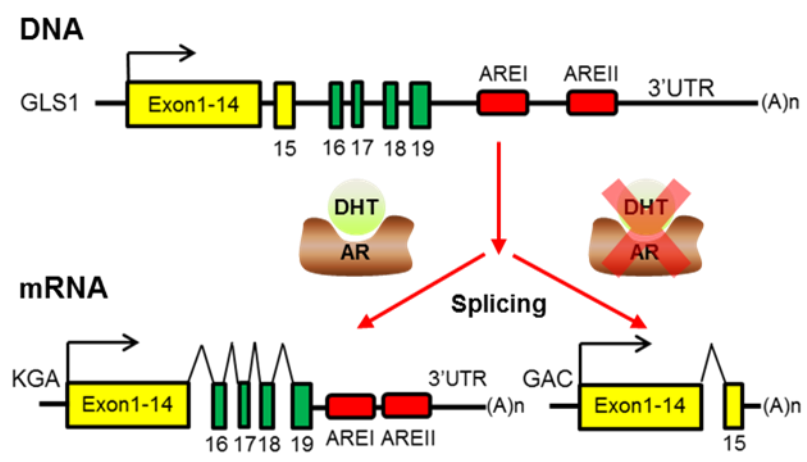 DNA
AREI AREII
GLS1 Exon1-14 3'UTR (A)n
15 16 17 18 19
DHT DHT
AR AR
mRNA
Splicing
KGA 3'UTR GAC
Exon1-14 (A)n Exon1-14 (A)n
16 17 18 19 AREI AREII 15